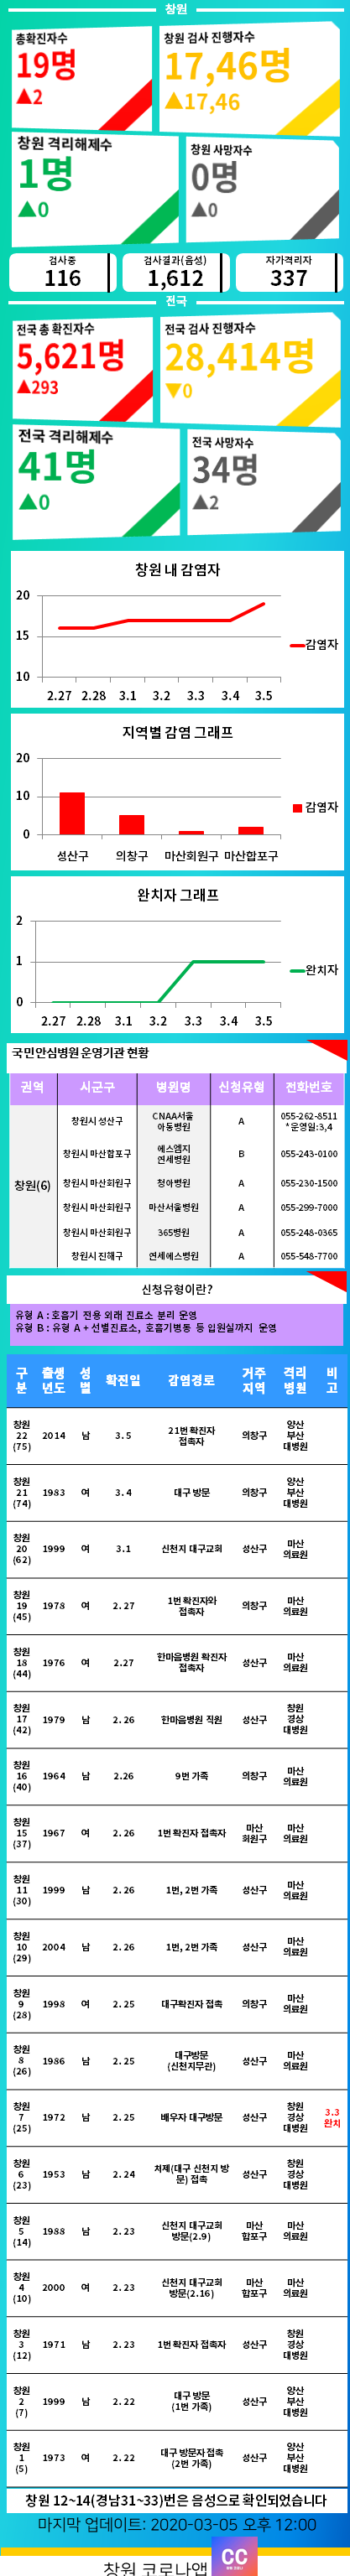 창원
총확진자수
19명
▲2
창원 검사 진행자수
17,46명
▲17,46
창원 격리해제수
1명
▲0
창원 사망자수
0명
▲0
검사중
116
검사결과(음성)
1,612
자가격리자
337
전국
전국 총 확진자수
5,621명
▲293
전국 검사 진행자수
28,414명
▼0
전국 격리해제수
41명
▲0
전국 사망자수
34명
▲2
창원 내 감염자
20
15
10
2.27 2.28 3.1 3.2 3.3 3.4 3.5
감염자
지역별 감염 그래프
20
10
0
성산구 의창구 마산회원구 마산합포구
감염자
완치자 그래프
2
1
0
2.27 2.28 3.1 3.2 3.3 3.4 3.5
완치자
국민안심병원 운영기관 현황
권역 시군구 병원명 신청유형 전화번호
창원(6)
창원시 성산구 CNA서울 아동병원 A 055-262-8511 *운영일:3,4
창원시 마산합포구 에스엠지 연세병원 B 055-243-0100
창원시 마산회원구 청아병원 A 055-230-1500
창원시 마산회원구 마산서울병원 A 055-299-7000
창원시 마산회원구 365병원 A 055-248-0365
창원시 진해구 연세에스병원 A 055-548-7700
신청유형이란?
유형 A : 호흡기 전용 외래 진료소 분리 운영
유형 B : 유형 A + 선별진료소, 호흡기병동 등 입원실까지 운영
구분 출생년도 성별 확진일 감염경로 거주지역 격리병원 비고
창원 22 (75) 2014 남 3.5 21번 확진자 접촉자 의창구 양산 부산 대병원
창원 21 (74) 1983 여 3.4 대구 방문 의창구 양산 부산 대병원
창원 20 (62) 1999 여 3.1 신천지 대구교회 성산구 마산 의료원
창원 19 (45) 1978 여 2.27 1번 확진자와 접촉자 의창구 마산 의료원
창원 18 (44) 1976 여 2.27 한마음병원 확진자 접촉자 성산구 마산 의료원
창원 17 (42) 1979 남 2.26 한마음병원 직원 성산구 창원 경상 대병원
창원 16 (40) 1964 남 2.26 9번 가족 의창구 마산 의료원
창원 15 (37) 1967 여 2.26 1번 확진자 접촉자 마산 회원구 마산 의료원
창원 11 (30) 1999 남 2.26 1번, 2번 가족 성산구 마산 의료원
창원 10 (29) 2004 남 2.26 1번, 2번 가족 성산구 마산 의료원
창원 9 (28) 1998 여 2.25 대구확진자 접촉 의창구 마산 의료원
창원 8 (26) 1986 남 2.25 대구방문 (신천지무관) 성산구 마산 의료원
창원 7 (25) 1972 남 2.25 배우자 대구방문 성산구 창원 경상 대병원 3.3 완치
창원 6 (23) 1953 남 2.24 처제(대구 신천지 방문) 접촉 성산구 창원 경상 대병원
창원 5 (14) 1988 남 2.23 신천지 대구교회 방문(2.9) 마산 합포구 마산 의료원
창원 4 (10) 2000 여 2.23 신천지 대구교회 방문(2.16) 마산 합포구 마산 의료원
창원 3 (12) 1971 남 2.23 1번 확진자 접촉자 성산구 창원 경상 대병원
창원 2 (7) 1999 남 2.22 대구 방문 (1번 가족) 성산구 양산 부산 대병원
창원 1 (5) 1973 여 2.22 대구 방문자 접촉 (2번 가족) 성산구 양산 부산 대병원
창원 12~14(경남31~33)번은 음성으로 확인되었습니다
마지막 업데이트: 2020-03-05 오후 12:00
창원 코로나앱
CC